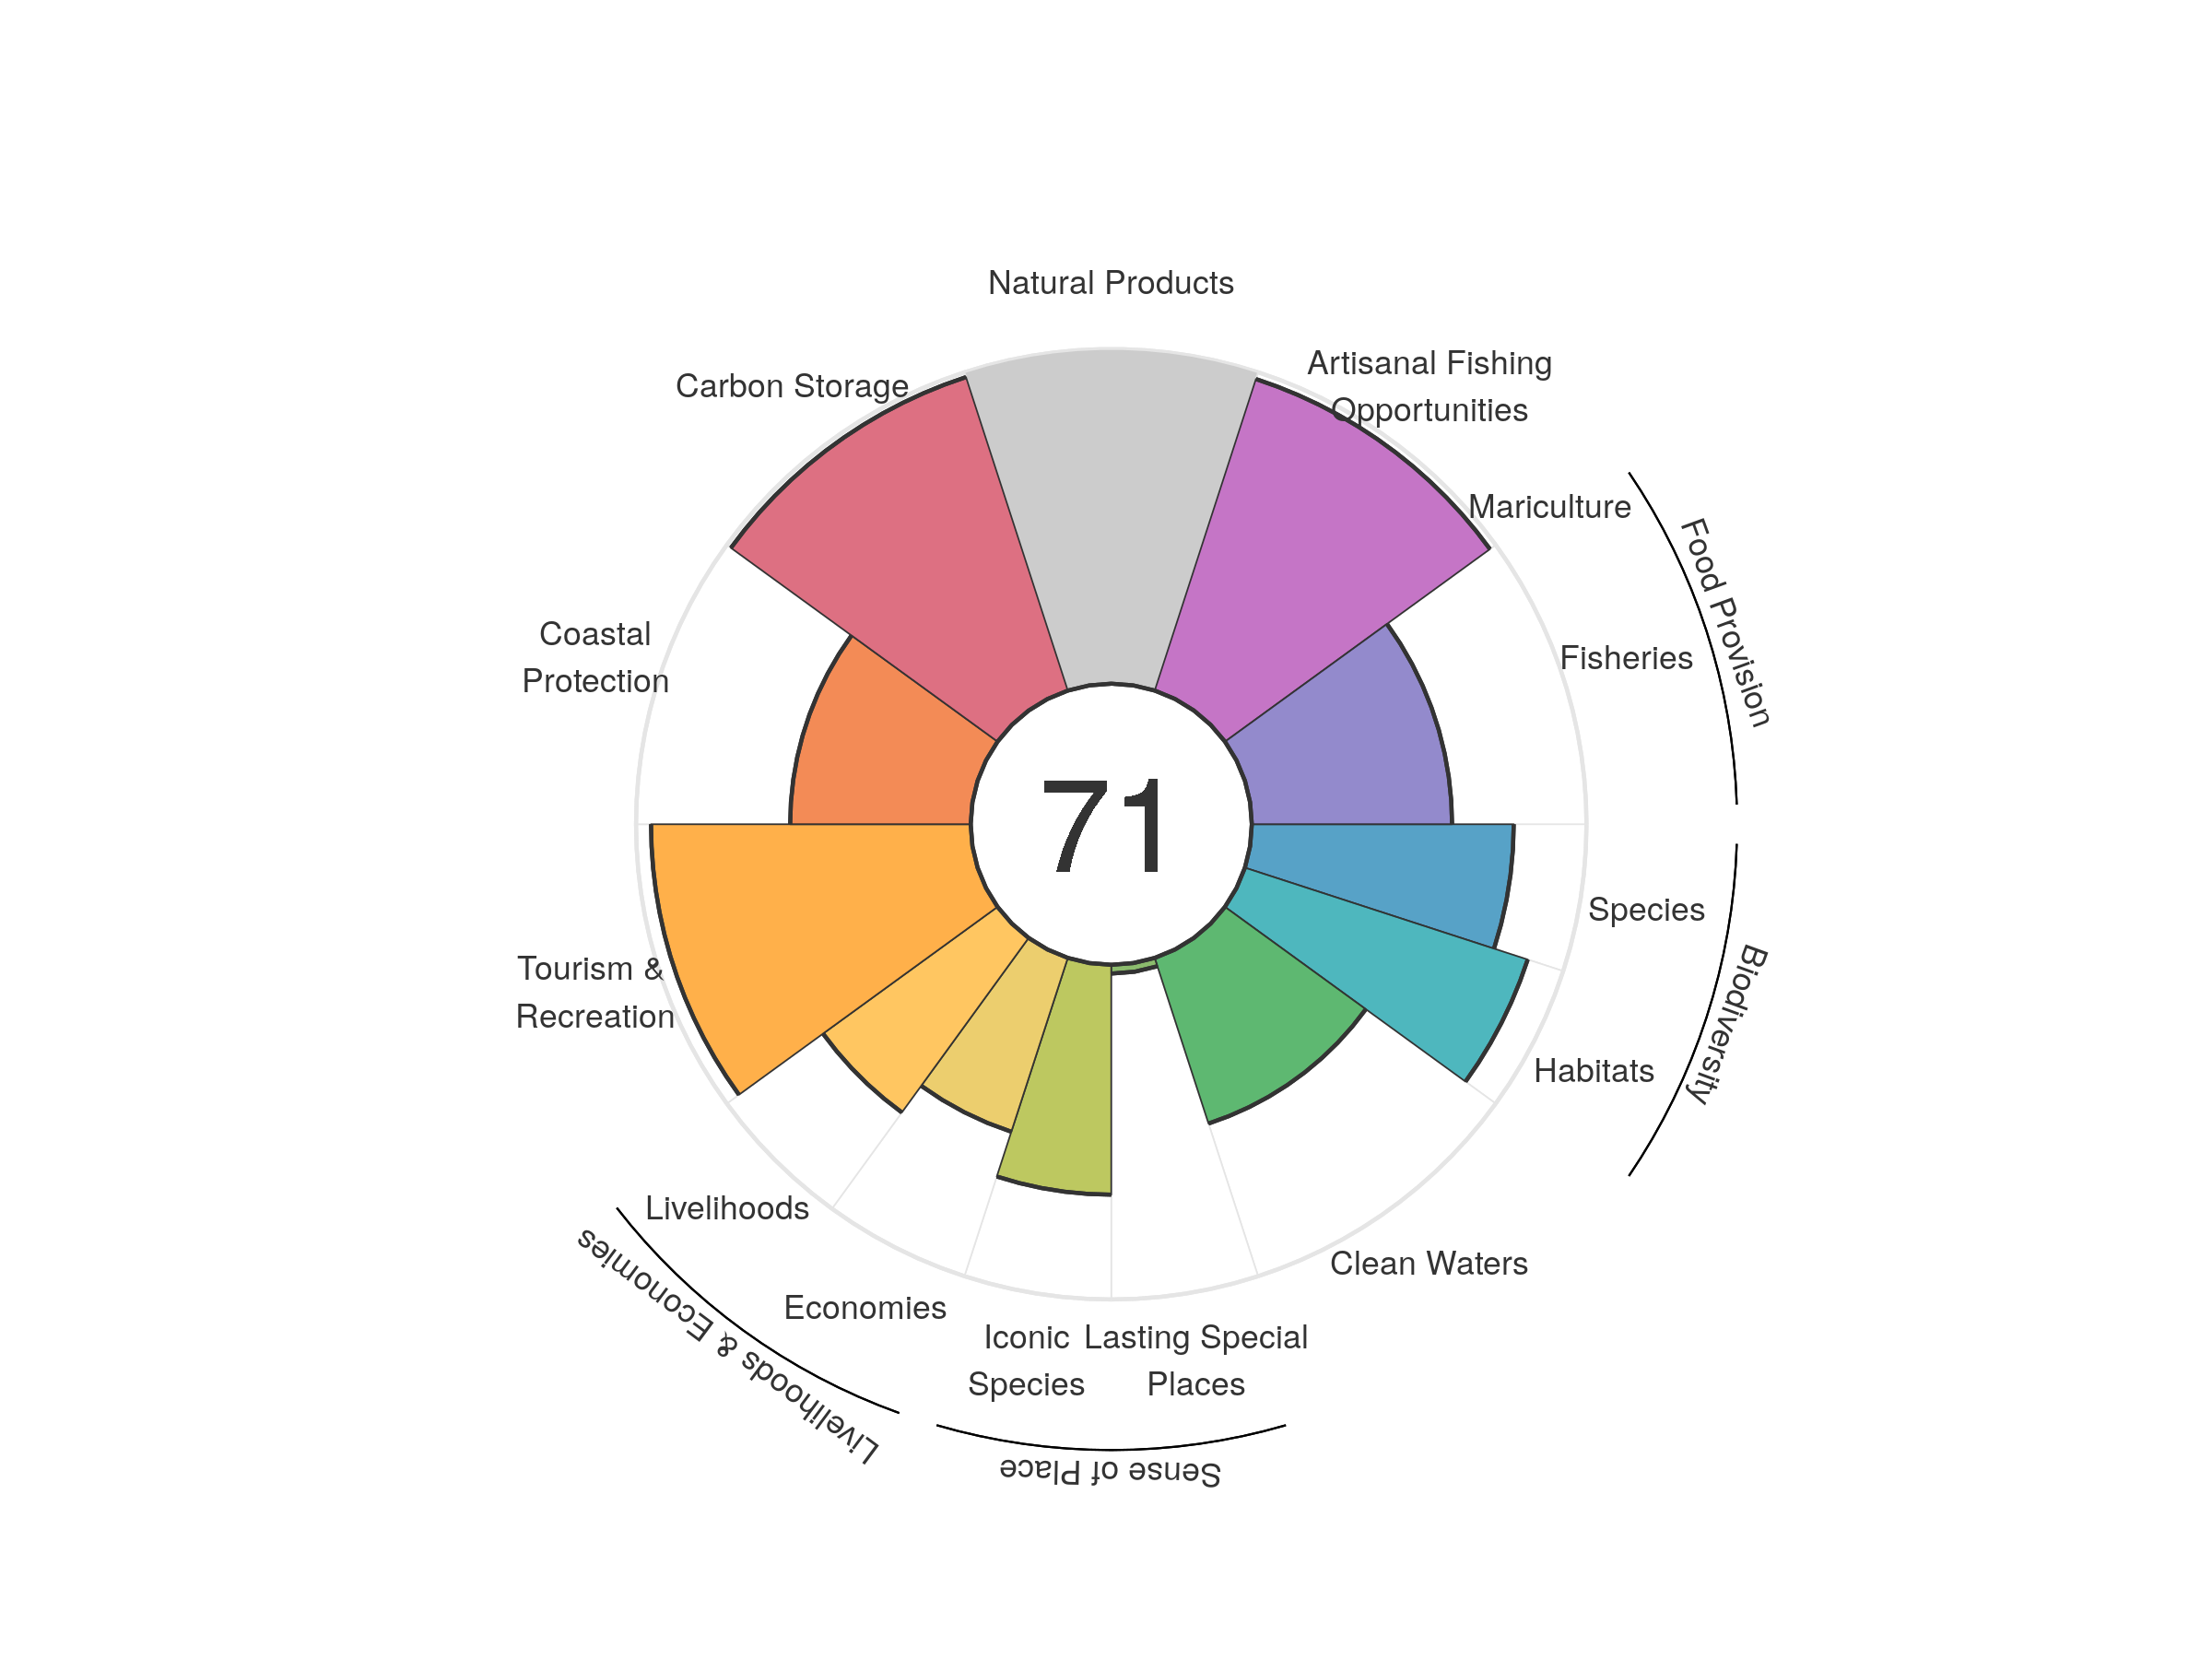 Natural Products
Artisanal Fishing
Opportunities
Carbon Storage
Mariculture
Food Provision
Coastal
Protection
Fisheries
71
Species
Biodiversity
Tourism &
Recreation
Habitats
Livelihoods
Clean Waters
Livelihoods & Economies
Economies
Iconic
Species
Lasting Special
Places
Sense of Place